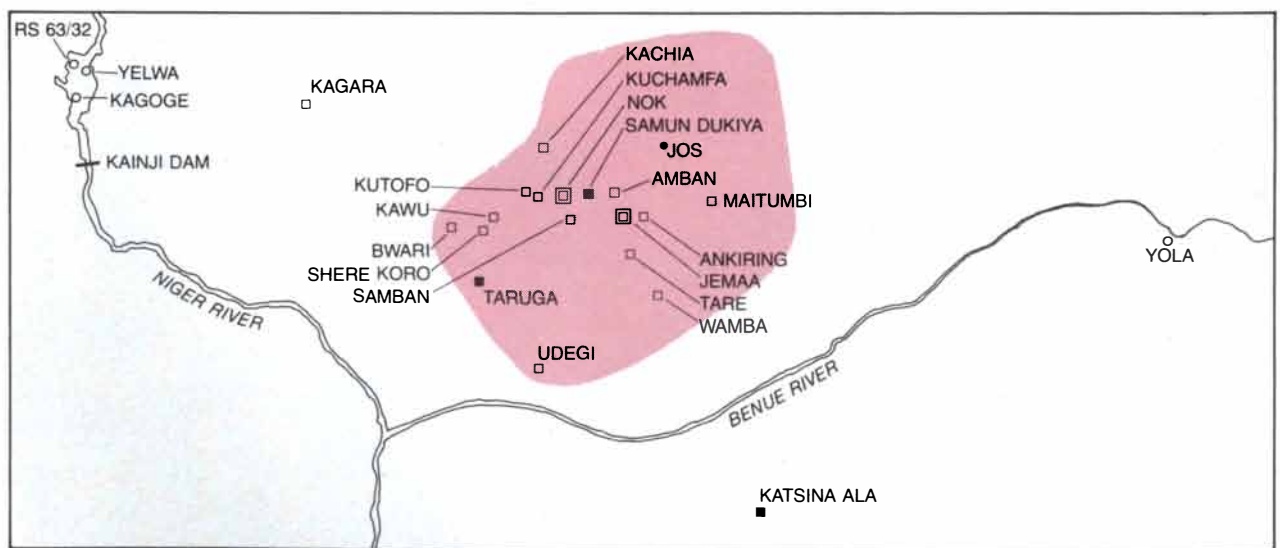 RS 63/32
YELWA
KAGOGE
KAINJI DAM
KAGARA
KACHIA
KUCHAMFA
NOK
SAMUN DUKIYA
JOS
AMBAN
MAITUMBI
KUTOFO
KAWU
BWARI
SHERE KORO
SAMBAN
TARUGA
ANKIRING
JEMAA
TARE
WAMBA
UDEGI
YOLA
NIGER RIVER
BENUE RIVER
KATSINA ALA